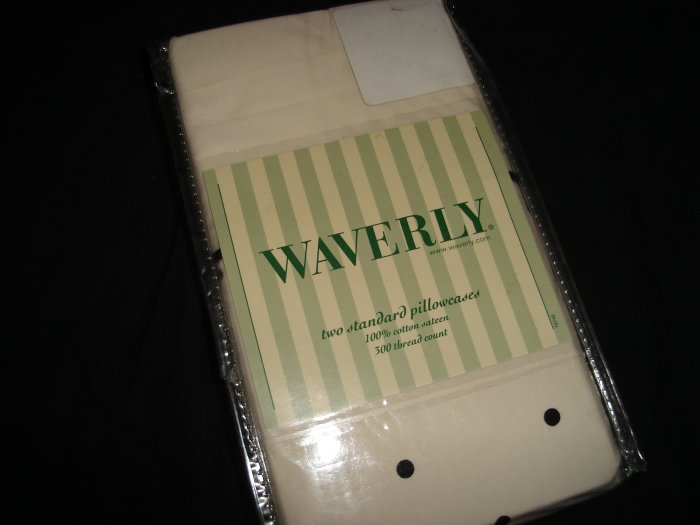 WAVERLY®
www.waverly.com
two standard pillowcases
100% cotton sateen
300 thread count